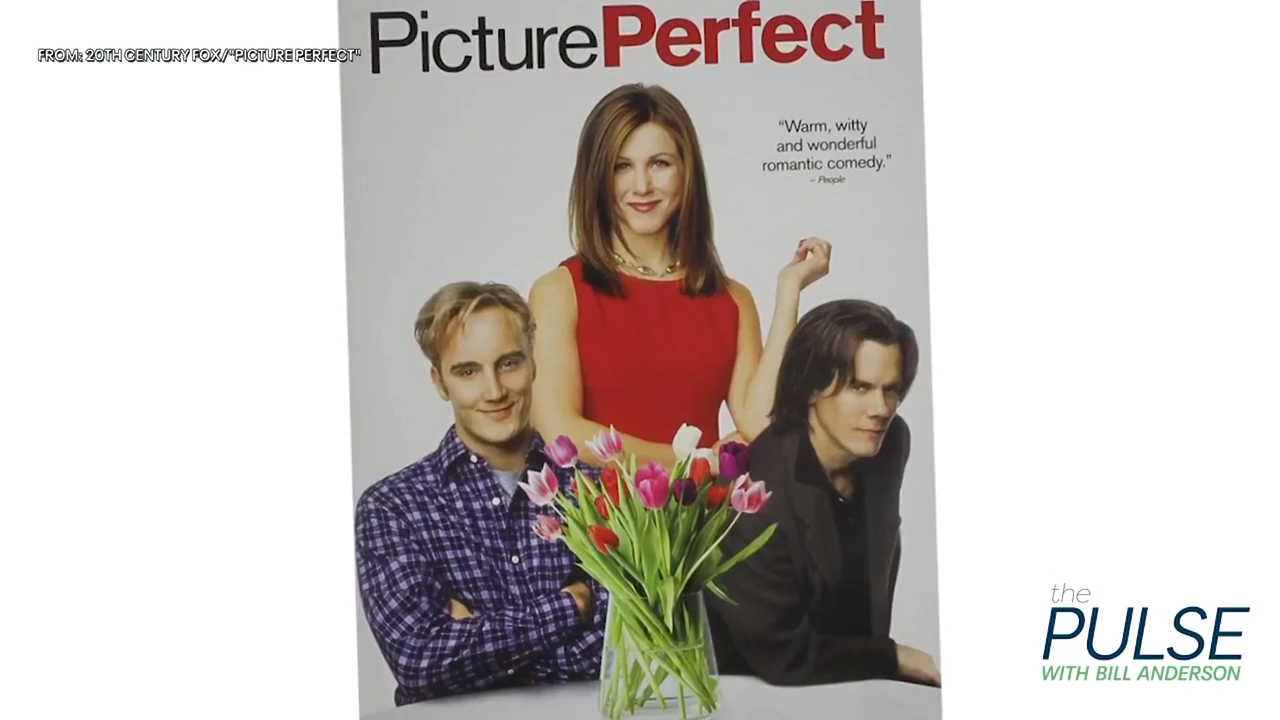 PicturePerfect
FROM: 20TH CENTURY FOX/"PICTURE PERFECT"
“Warm, witty
and wonderful
romantic comedy.”
– People
the
PULSE
WITH BILL ANDERSON